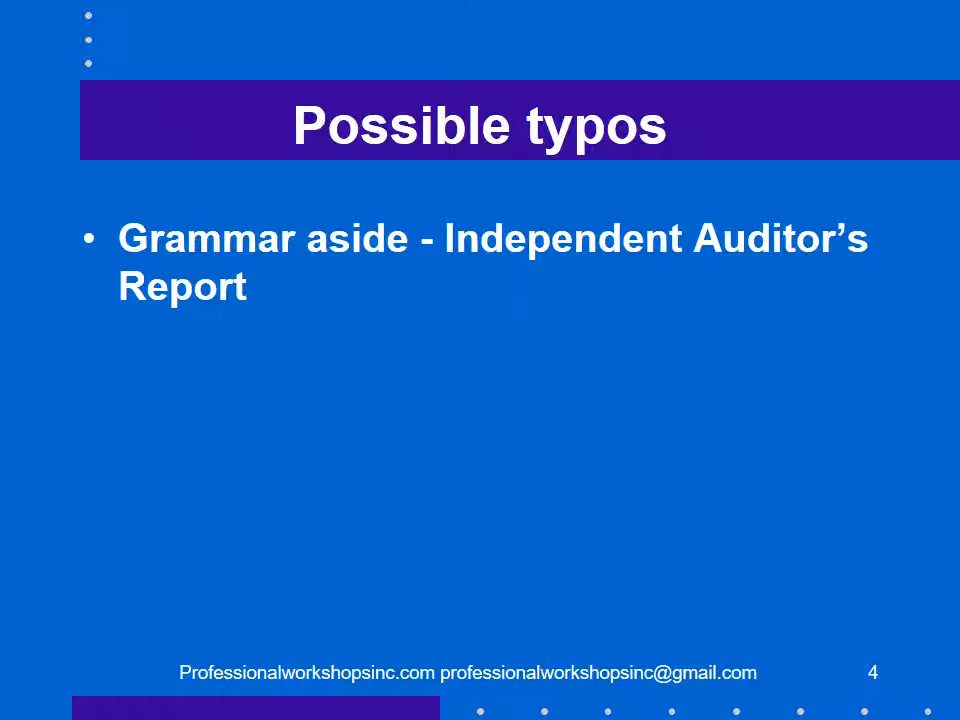 Possible typos
• Grammar aside - Independent Auditor’s
Report
Professionalworkshopsinc.com professionalworkshopsinc@gmail.com 4